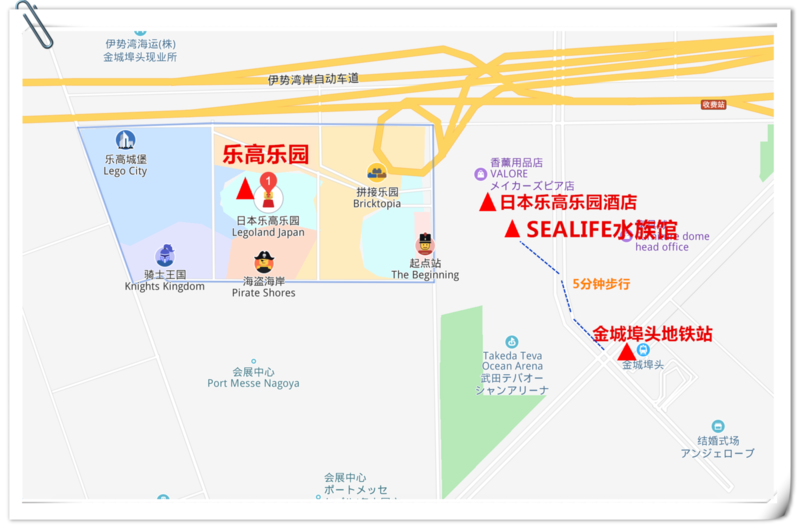 伊势湾海运(株)
金城埠头现业所
伊势湾岸自动车道
收费站
乐高城堡
Lego City
乐高乐园
1
日本乐高乐园
Legoland Japan
拼接乐园
Bricktopia
香薰用品店
VALORE
メイカーズピア店
日本乐高乐园酒店
SEALIFE水族馆
dome
head office
骑士王国
Knights Kingdom
海盗海岸
Pirate Shores
起点站
The Beginning
5分钟步行
金城埠头地铁站
金城埠头
Takeda Teva
Ocean Arena
武田テバオー
シャンアリーナ
会展中心
Port Messe Nagoya
结婚式场
アンジェローブ
会展中心
ポートメッセ